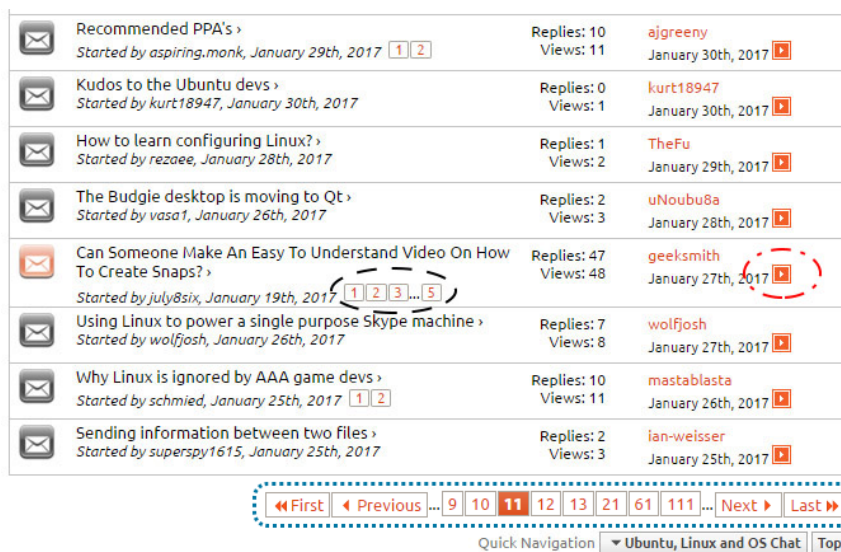 Recommended PPA's ›
Started by aspiring.monk, January 29th, 2017 1 2
Replies: 10
Views: 11
ajgreeny
January 30th, 2017
Kudos to the Ubuntu devs ›
Started by kurt18947, January 30th, 2017
Replies: 0
Views: 1
kurt18947
January 30th, 2017
How to learn configuring Linux? ›
Started by rezaee, January 28th, 2017
Replies: 1
Views: 2
TheFu
January 29th, 2017
The Budgie desktop is moving to Qt ›
Started by vasa1, January 26th, 2017
Replies: 2
Views: 3
uNoubu8a
January 28th, 2017
Can Someone Make An Easy To Understand Video On How
To Create Snaps? ›
Started by july8six, January 19th, 2017 1 2 3 ... 5
Replies: 47
Views: 48
geeksmith
January 27th, 2017
Using Linux to power a single purpose Skype machine ›
Started by wolfjosh, January 26th, 2017
Replies: 7
Views: 8
wolfjosh
January 27th, 2017
Why Linux is ignored by AAA game devs ›
Started by schmied, January 25th, 2017 1 2
Replies: 10
Views: 11
mastablasta
January 26th, 2017
Sending information between two files ›
Started by superspy1615, January 25th, 2017
Replies: 2
Views: 3
ian-weisser
January 25th, 2017
First Previous ... 9 10 11 12 13 21 61 111 ... Next Last
Quick Navigation Ubuntu, Linux and OS Chat Top